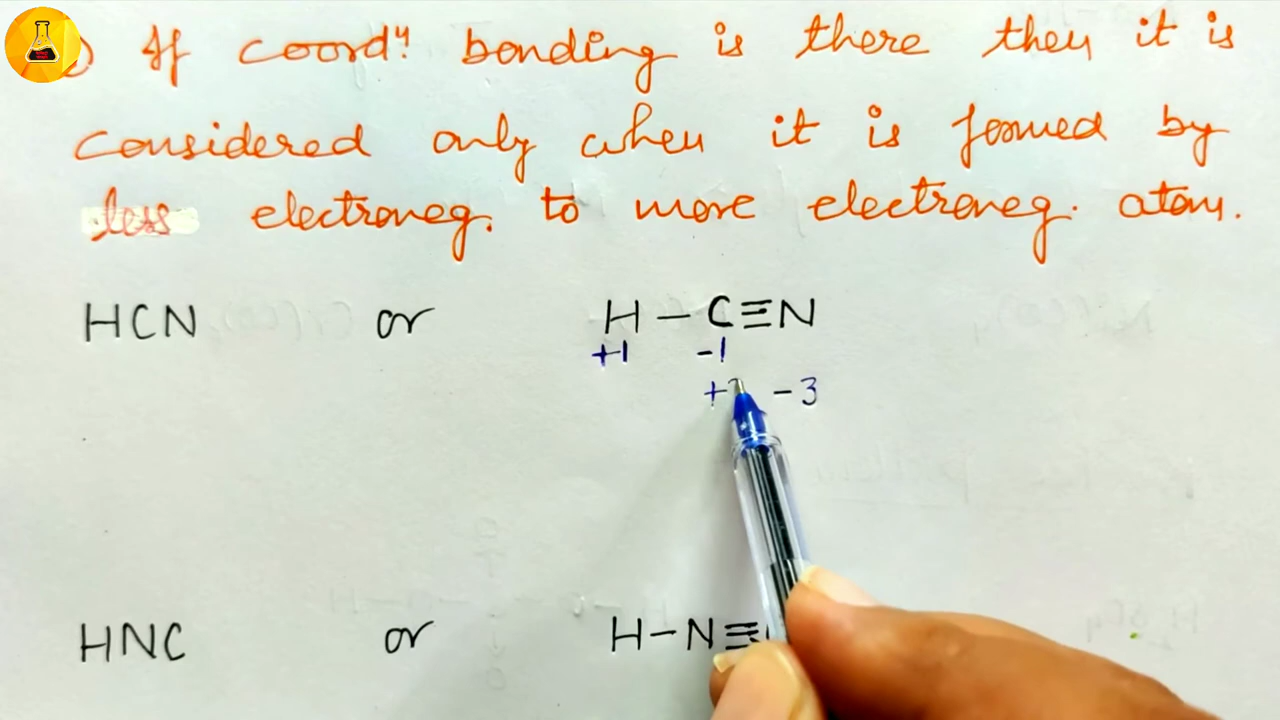 If coordⁿ bonding is there then it is
considered only when it is formed by
less electroneg. to more electroneg. atom.
HCN or H - C≡N
+1 -1
+ -3
HNC or H-N≡